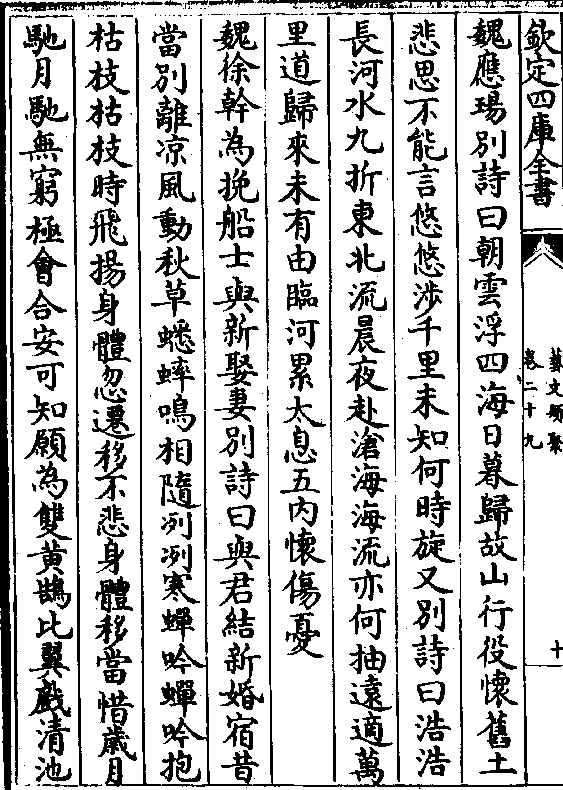 欽定四庫全書
藝文類聚
卷二十九
十
魏應瑒別詩曰朝雲浮四海日暮歸故山行役懷舊土
悲思不能言悠悠渉千里未知何時旋又別詩曰浩浩
長河水九折東北流晨夜赴滄海海流亦何抽遠適萬
里道歸來未有由臨河累太息五内懷傷憂
魏徐幹為挽船士與新娶妻別詩曰與君結新婚宿昔
當別離凉風動秋草蟋蟀鳴相隨冽冽寒蟬吟蟬吟抱
枯枝枯枝時飛揚身體忽遷移不悲身體移當惜歲月
馳月馳無窮極會合安可知願為雙黄鵠比翼戲清池